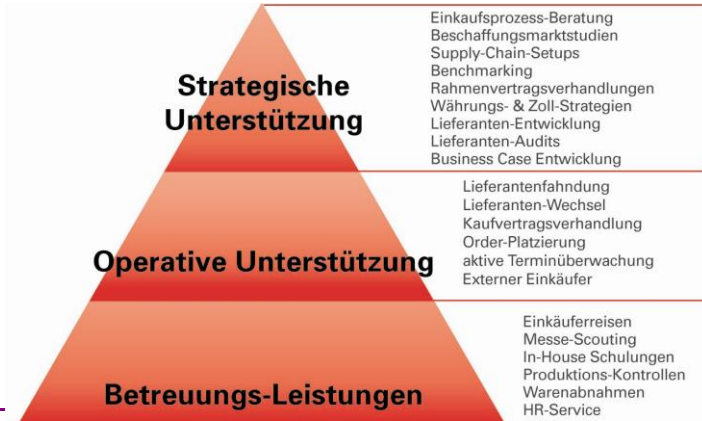 Strategische
Unterstützung
Einkaufsprozess-Beratung
Beschaffungsmarktstudien
Supply-Chain-Setups
Benchmarking
Rahmenvertragsverhandlungen
Währungs- & Zoll-Strategien
Lieferanten-Entwicklung
Lieferanten-Audits
Business Case Entwicklung
Operative Unterstützung
Lieferantenfahndung
Lieferanten-Wechsel
Kaufvertragsverhandlung
Order-Platzierung
aktive Terminüberwachung
Externer Einkäufer
Betreuungs-Leistungen
Einkäuferreisen
Messe-Scouting
In-House Schulungen
Produktions-Kontrollen
Warenabnahmen
HR-Service